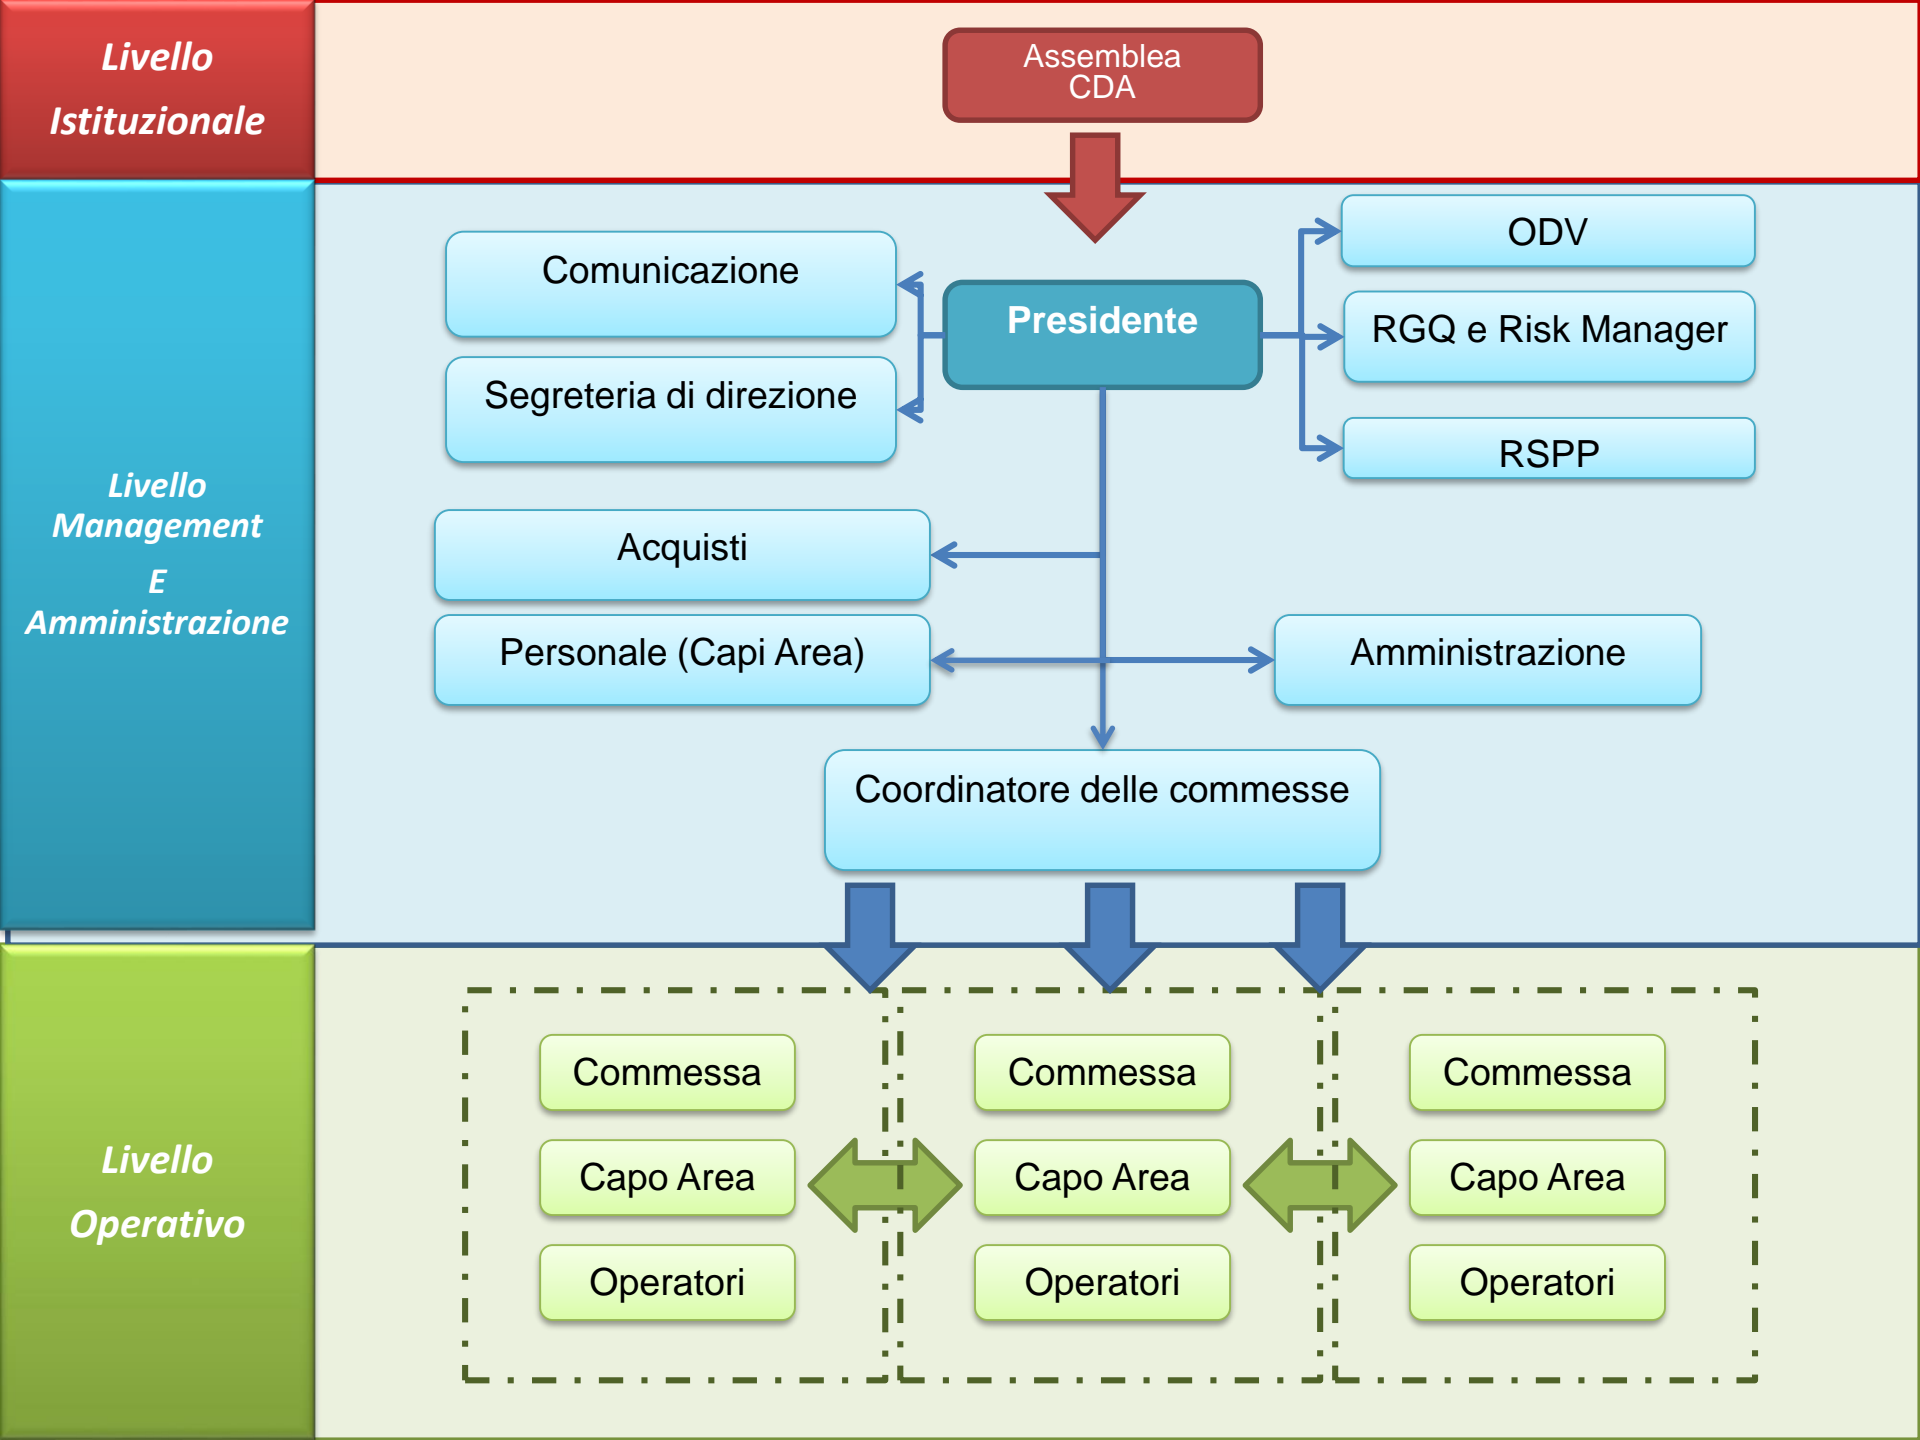 Livello
Istituzionale
Assemblea
CDA
Livello
Management
E
Amministrazione
Comunicazione
Segreteria di direzione
Presidente
ODV
RGQ e Risk Manager
RSPP
Acquisti
Personale (Capi Area)
Amministrazione
Coordinatore delle commesse
Livello
Operativo
Commessa
Capo Area
Operatori
Commessa
Capo Area
Operatori
Commessa
Capo Area
Operatori